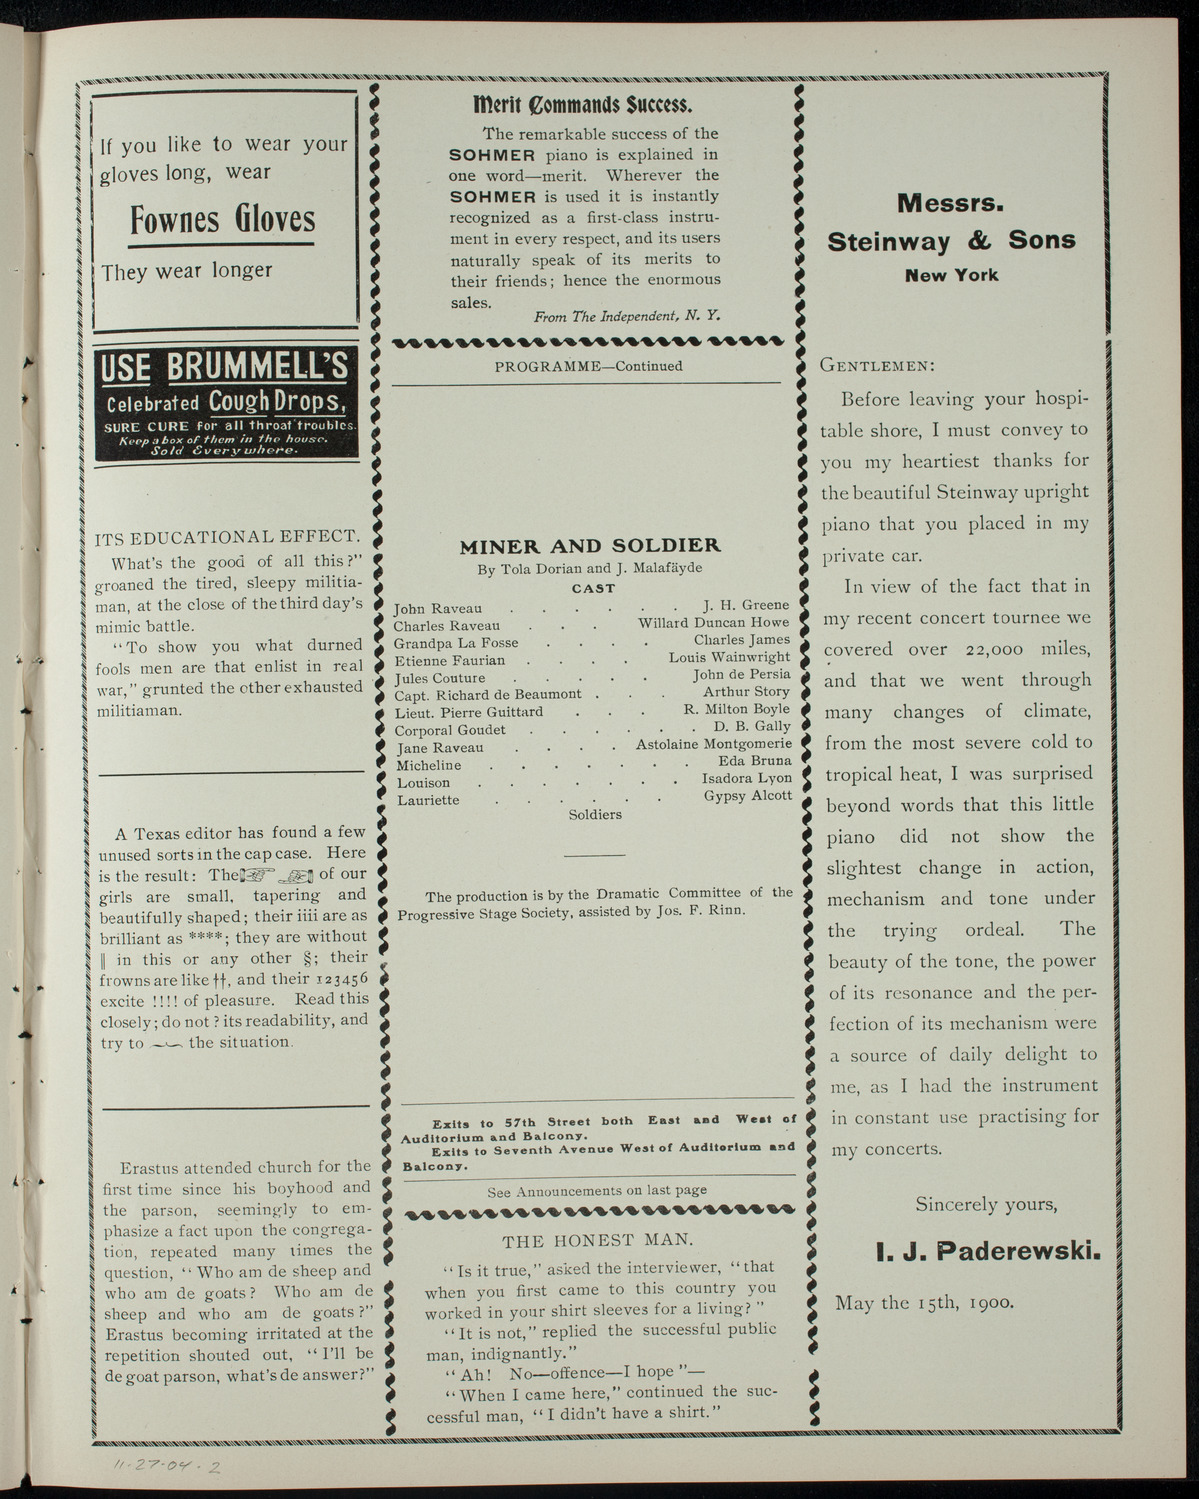 If you like to wear your
gloves long, wear
Fownes Gloves
They wear longer
USE BRUMMELL'S
Celebrated Cough Drops,
SURE CURE for all throat troubles.
Keep a box of them in the house.
Sold Everywhere.
ITS EDUCATIONAL EFFECT.
What's the good of all this?"
groaned the tired, sleepy militia-
man, at the close of the third day's
mimic battle.
"To show you what durned
fools men are that enlist in real
war," grunted the other exhausted
militiaman.
A Texas editor has found a few
unused sorts in the cap case. Here
is the result: The ☞ ☜ of our
girls are small, tapering and
beautifully shaped; their iiii are as
brilliant as ****; they are without
‖ in this or any other §; their
frowns are like ††, and their 123456
excite !!!! of pleasure. Read this
closely; do not ? its readability, and
try to ⏟ the situation.
Erastus attended church for the
first time since his boyhood and
the parson, seemingly to em-
phasize a fact upon the congrega-
tion, repeated many times the
question, "Who am de sheep and
who am de goats? Who am de
sheep and who am de goats?"
Erastus becoming irritated at the
repetition shouted out, "I'll be
de goat parson, what's de answer?"
Merit Commands Success.
The remarkable success of the
SOHMER piano is explained in
one word—merit. Wherever the
SOHMER is used it is instantly
recognized as a first-class instru-
ment in every respect, and its users
naturally speak of its merits to
their friends; hence the enormous
sales.
From The Independent, N. Y.
PROGRAMME—Continued
MINER AND SOLDIER
By Tola Dorian and J. Malafäyde
CAST
John Raveau . . . . . . J. H. Greene
Charles Raveau . . . Willard Duncan Howe
Grandpa La Fosse . . . . Charles James
Etienne Faurian . . . . Louis Wainwright
Jules Couture . . . . . John de Persia
Capt. Richard de Beaumont . . . Arthur Story
Lieut. Pierre Guittard . . . R. Milton Boyle
Corporal Goudet . . . . . . D. B. Gally
Jane Raveau . . . . Astolaine Montgomerie
Micheline . . . . . . . Eda Bruna
Louison . . . . . . . Isadora Lyon
Lauriette . . . . . . Gypsy Alcott
Soldiers
The production is by the Dramatic Committee of the
Progressive Stage Society, assisted by Jos. F. Rinn.
Exits to 57th Street both East and West of
Auditorium and Balcony.
Exits to Seventh Avenue West of Auditorium and
Balcony.
See Announcements on last page
THE HONEST MAN.
"Is it true," asked the interviewer, "that
when you first came to this country you
worked in your shirt sleeves for a living?"
"It is not," replied the successful public
man, indignantly."
"Ah! No—offence—I hope"—
"When I came here," continued the suc-
cessful man, "I didn't have a shirt."
Messrs.
Steinway & Sons
New York
GENTLEMEN:
Before leaving your hospi-
table shore, I must convey to
you my heartiest thanks for
the beautiful Steinway upright
piano that you placed in my
private car.
In view of the fact that in
my recent concert tournee we
covered over 22,000 miles,
and that we went through
many changes of climate,
from the most severe cold to
tropical heat, I was surprised
beyond words that this little
piano did not show the
slightest change in action,
mechanism and tone under
the trying ordeal. The
beauty of the tone, the power
of its resonance and the per-
fection of its mechanism were
a source of daily delight to
me, as I had the instrument
in constant use practising for
my concerts.
Sincerely yours,
I. J. Paderewski.
May the 15th, 1900.
11-27-04-2